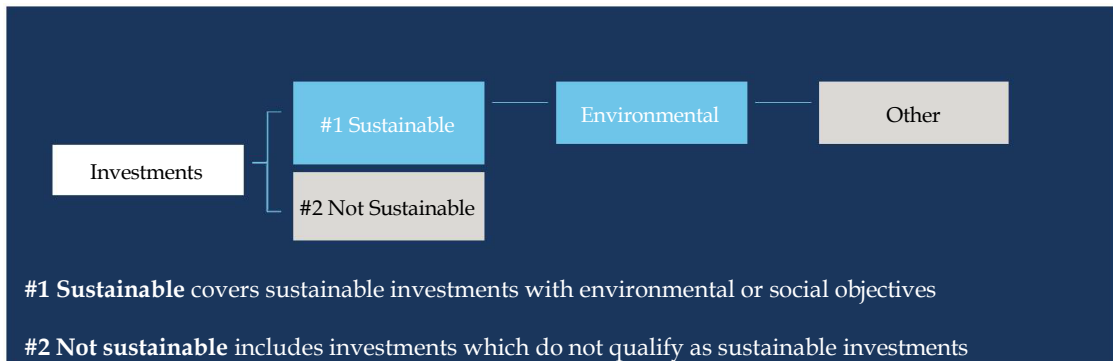 #1 Sustainable
Environmental
Other
Investments
#2 Not Sustainable
#1 Sustainable covers sustainable investments with environmental or social objectives
#2 Not sustainable includes investments which do not qualify as sustainable investments